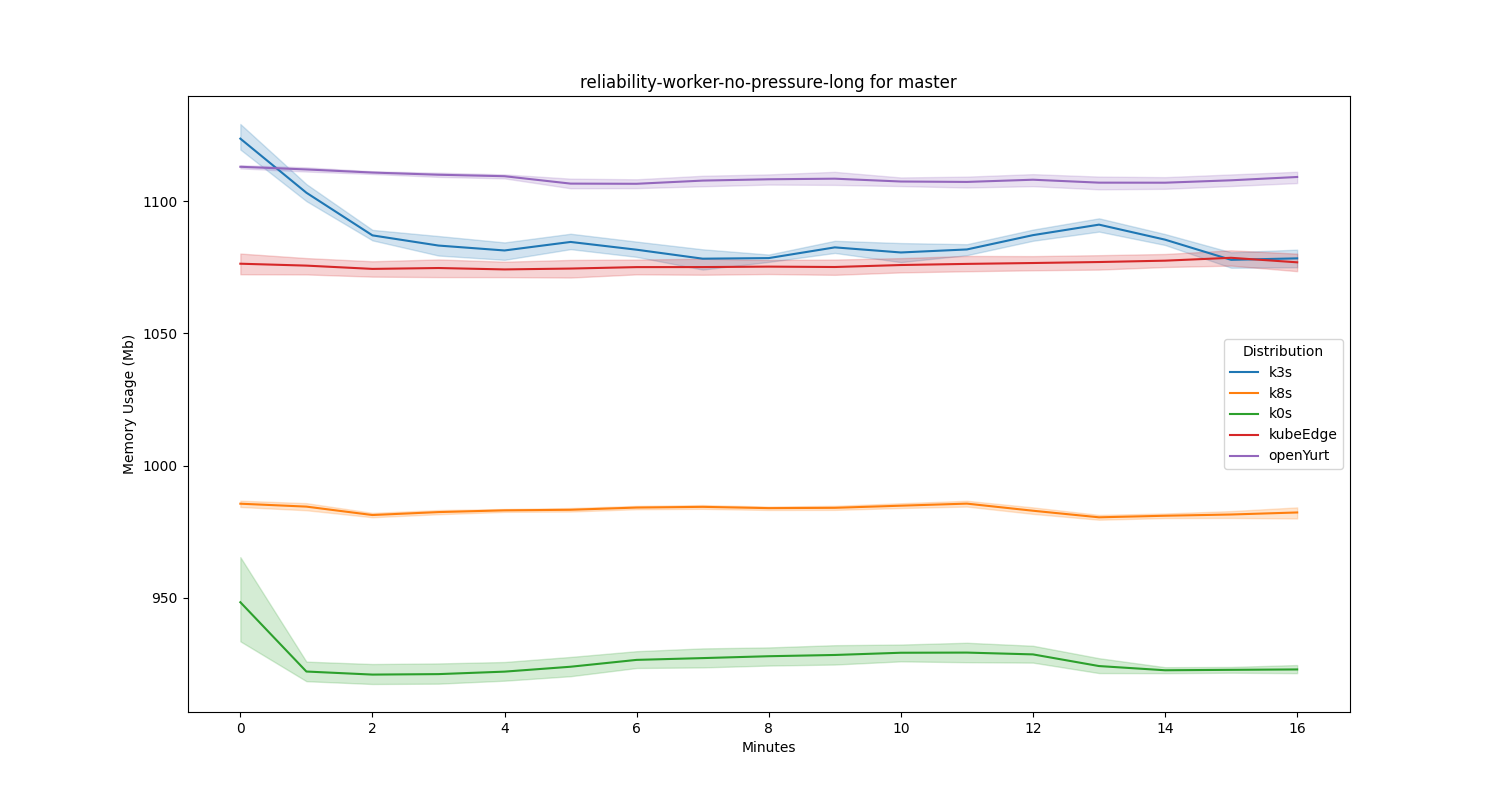 reliability-worker-no-pressure-long for master
Memory Usage (Mb)
1100
1050
1000
950
Distribution
k3s
k8s
k0s
kubeEdge
openYurt
0 2 4 6 8 10 12 14 16
Minutes